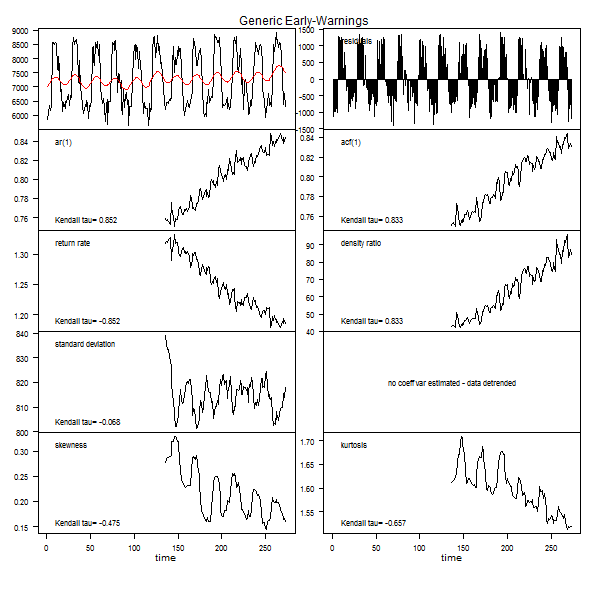 Generic Early-Warnings
9000
8500
8000
7500
7000
6500
6000
1500
1000
500
0
-500
-1000
-1500
residuals
0.84
0.82
0.80
0.78
0.76
ar(1)
Kendall tau= 0.852
0.84
0.82
0.80
0.78
0.76
acf(1)
Kendall tau= 0.833
1.30
1.25
1.20
return rate
Kendall tau= -0.852
90
80
70
60
50
40
density ratio
Kendall tau= 0.833
840
830
820
810
800
standard deviation
Kendall tau= -0.068
no coeff var estimated - data detrended
0.30
0.25
0.20
0.15
skewness
Kendall tau= -0.475
1.70
1.65
1.60
1.55
kurtosis
Kendall tau= -0.657
0 50 100 150 200 250
time
0 50 100 150 200 250
time